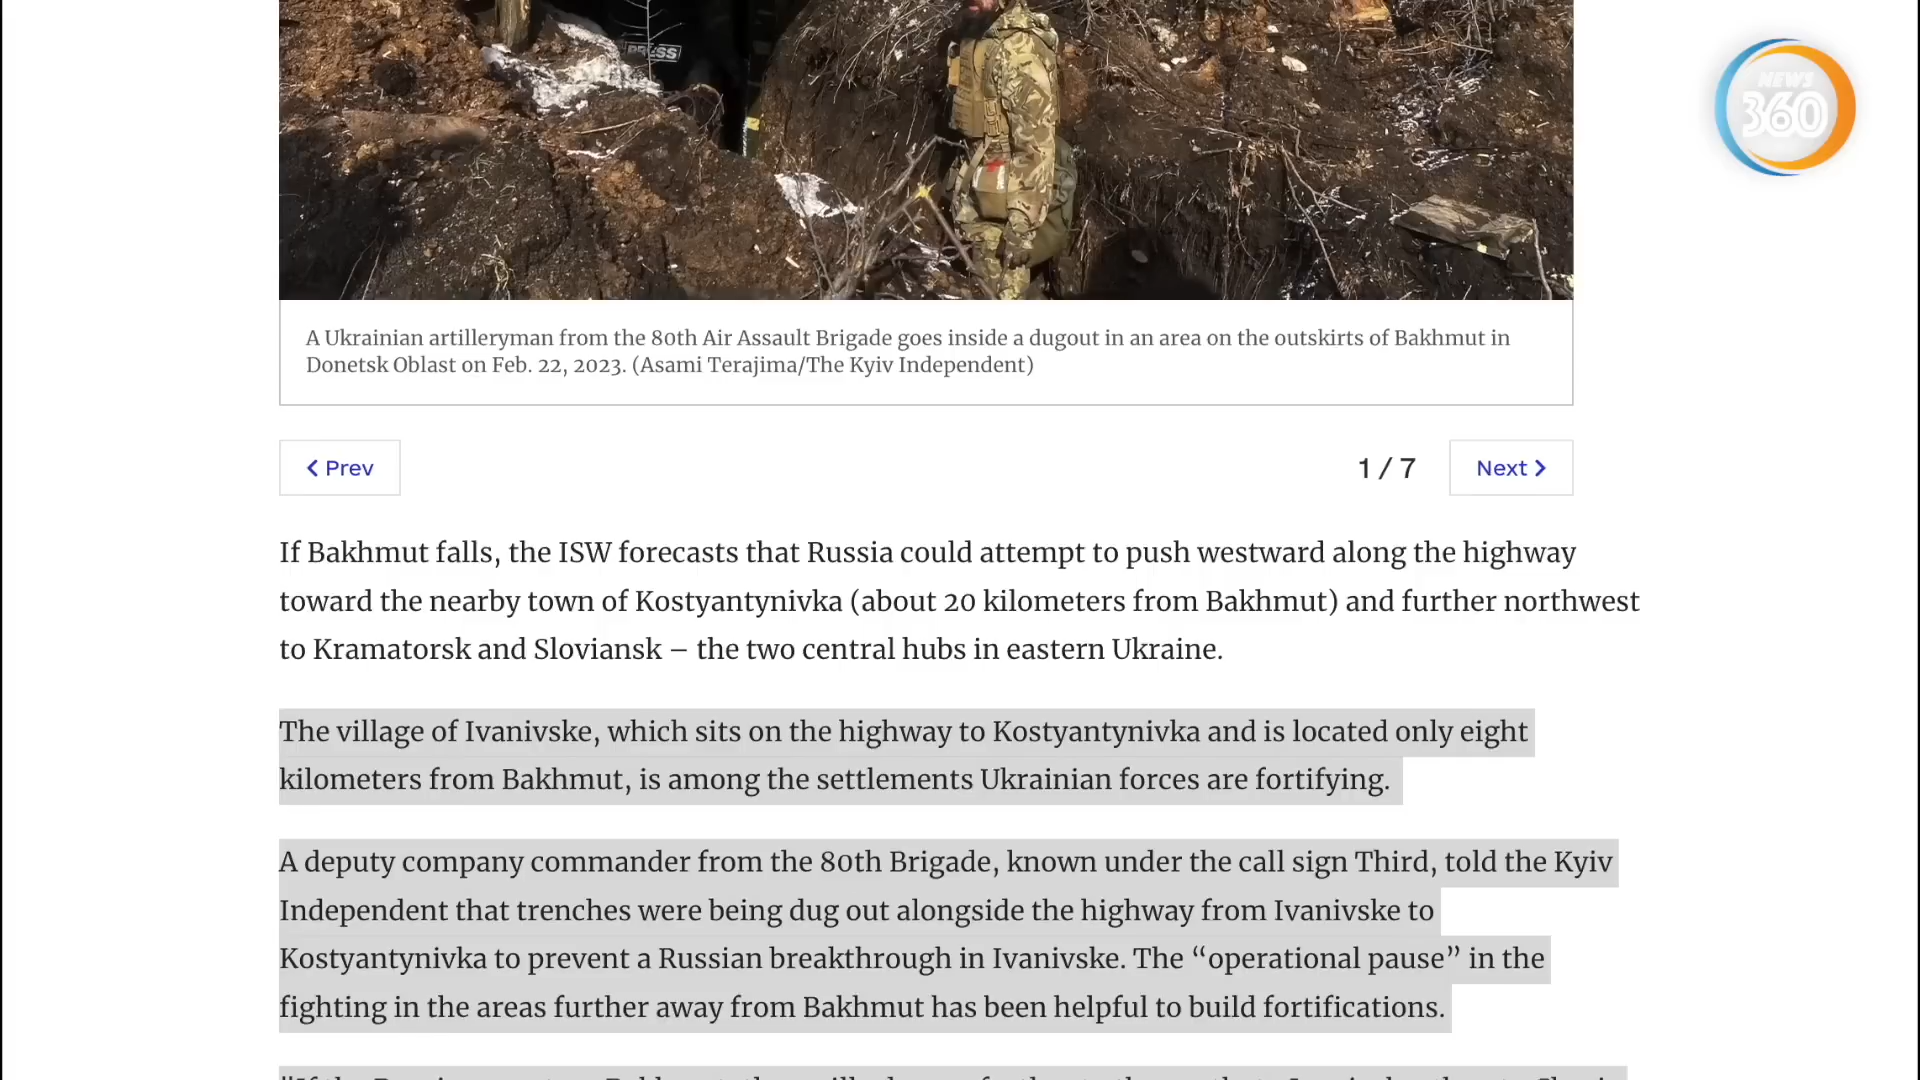 PRESS
NEWS
360
A Ukrainian artilleryman from the 80th Air Assault Brigade goes inside a dugout in an area on the outskirts of Bakhmut in
Donetsk Oblast on Feb. 22, 2023. (Asami Terajima/The Kyiv Independent)
Prev
1 / 7
Next
If Bakhmut falls, the ISW forecasts that Russia could attempt to push westward along the highway
toward the nearby town of Kostyantynivka (about 20 kilometers from Bakhmut) and further northwest
to Kramatorsk and Sloviansk – the two central hubs in eastern Ukraine.
The village of Ivanivske, which sits on the highway to Kostyantynivka and is located only eight
kilometers from Bakhmut, is among the settlements Ukrainian forces are fortifying.
A deputy company commander from the 80th Brigade, known under the call sign Third, told the Kyiv
Independent that trenches were being dug out alongside the highway from Ivanivske to
Kostyantynivka to prevent a Russian breakthrough in Ivanivske. The “operational pause” in the
fighting in the areas further away from Bakhmut has been helpful to build fortifications.